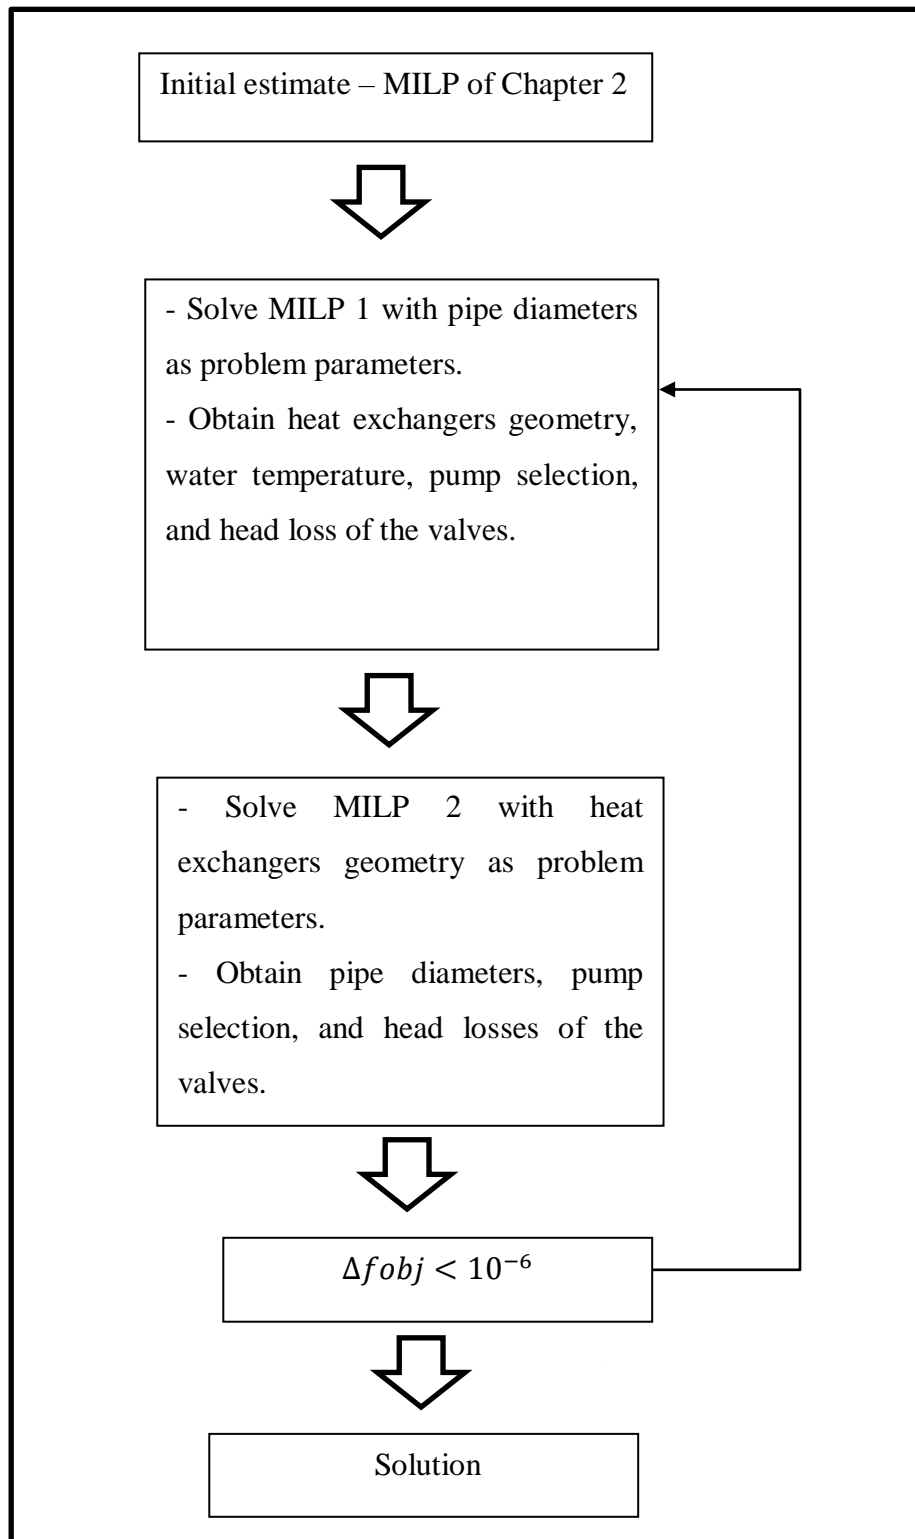 Initial estimate – MILP of Chapter 2
- Solve MILP 1 with pipe diameters
as problem parameters.
- Obtain heat exchangers geometry,
water temperature, pump selection,
and head loss of the valves.
- Solve MILP 2 with heat
exchangers geometry as problem
parameters.
- Obtain pipe diameters, pump
selection, and head losses of the
valves.
Δ𝑓𝑜𝑏𝑗 < 10⁻⁶
Solution